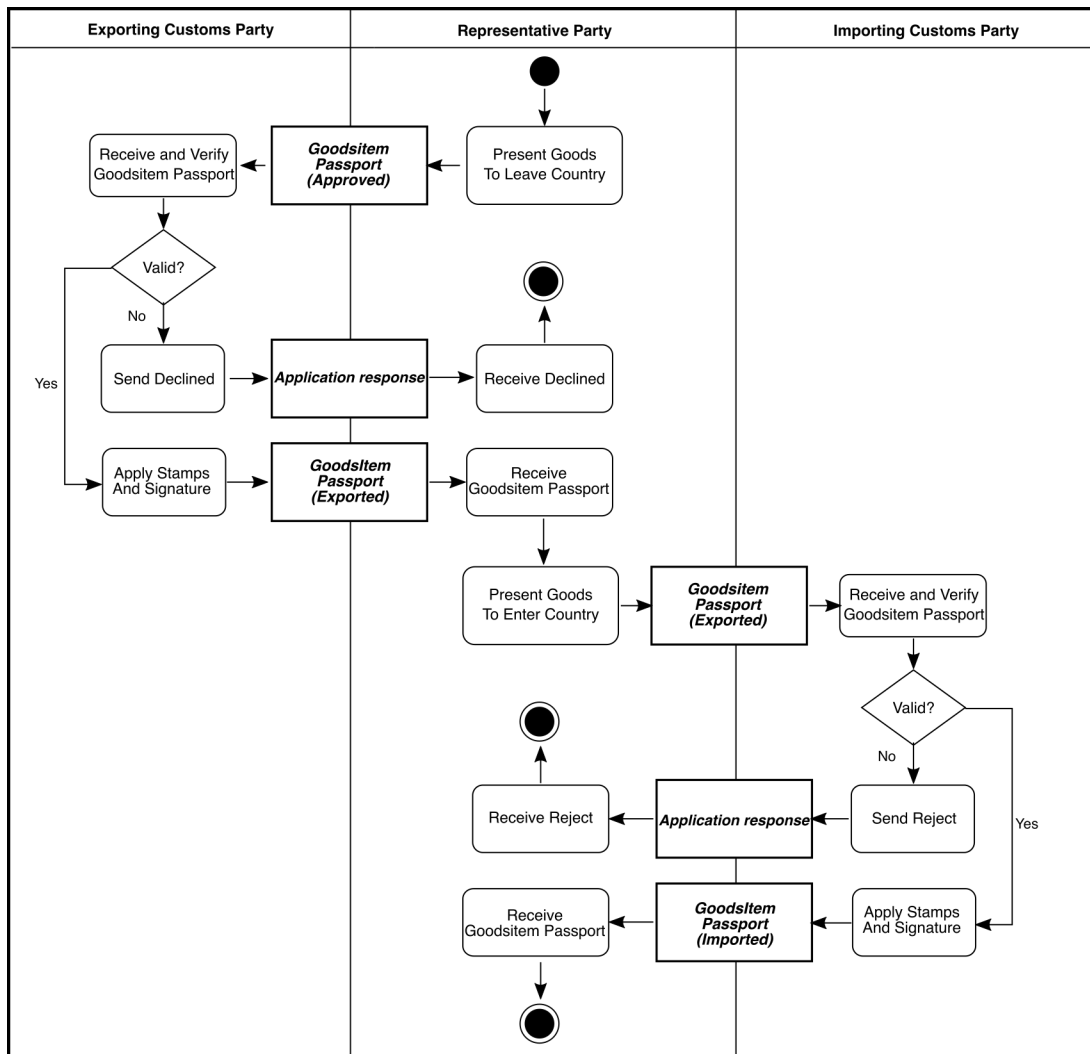 Exporting Customs Party
Representative Party
Importing Customs Party
Receive and Verify
Goodsitem Passport
Goodsitem
Passport
(Approved)
Present Goods
To Leave Country
Valid?
No
Yes
Send Declined
Application response
Receive Declined
Apply Stamps
And Signature
GoodsItem
Passport
(Exported)
Receive
Goodsitem Passport
Present Goods
To Enter Country
Goodsitem
Passport
(Exported)
Receive and Verify
Goodsitem Passport
Valid?
No
Yes
Receive Reject
Application response
Send Reject
Receive
Goodsitem Passport
GoodsItem
Passport
(Imported)
Apply Stamps
And Signature